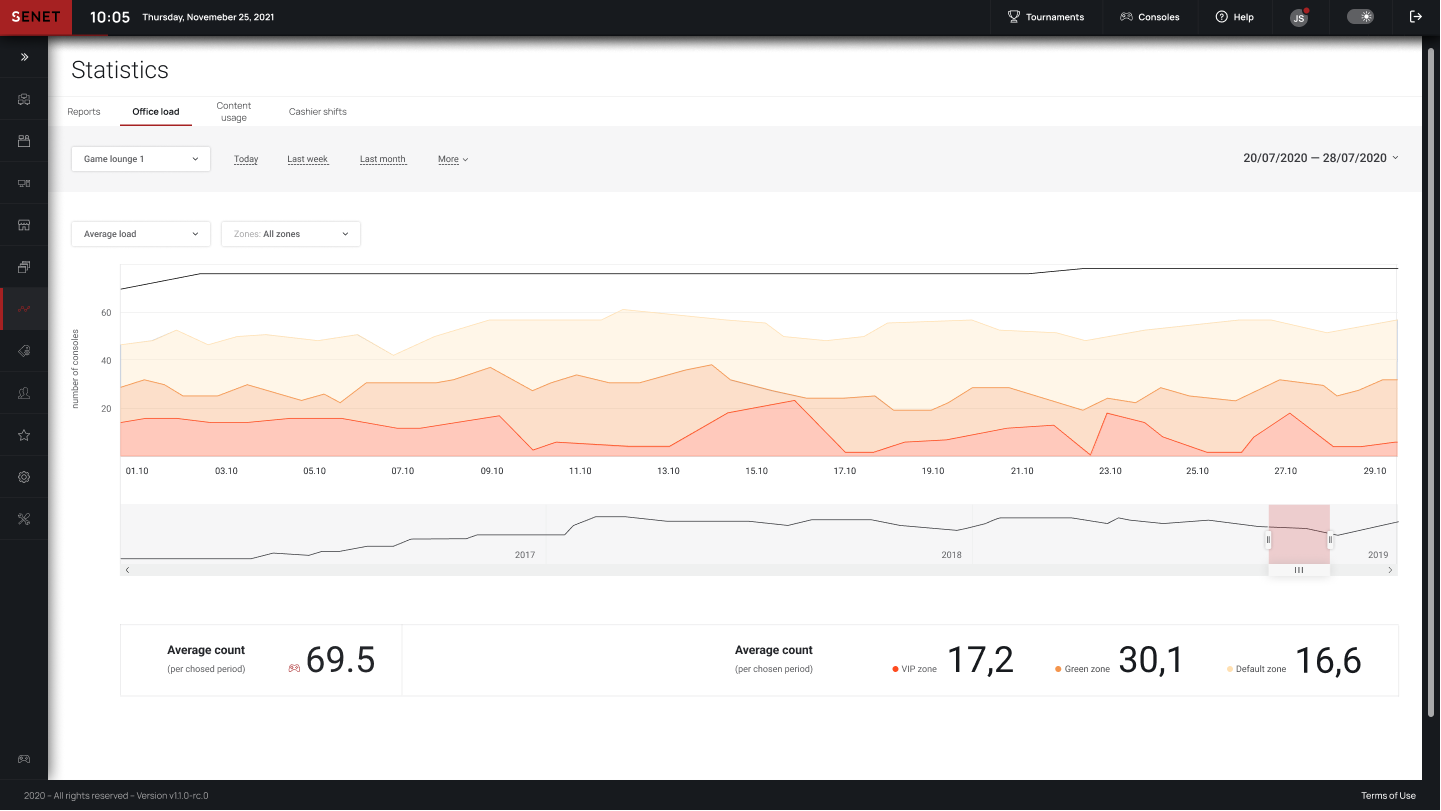 SENET 10:05 Thursday, Novemeber 25, 2021 Tournaments Consoles Help JS
Statistics
Reports Office load Content usage Cashier shifts
Game lounge 1 Today Last week Last month More 20/07/2020 — 28/07/2020
Average load Zones: All zones
number of consoles
60
40
20
01.10 03.10 05.10 07.10 09.10 11.10 13.10 15.10 17.10 19.10 21.10 23.10 25.10 27.10 29.10
2017 2018 2019
Average count
(per chosed period) 69.5
Average count
(per chosen period) VIP zone 17,2 Green zone 30,1 Default zone 16,6
2020 – All rights reserved – Version v1.1.0-rc.0 Terms of Use